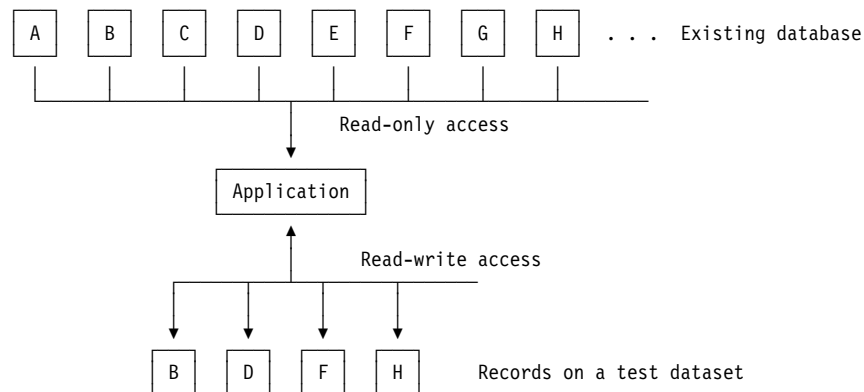 A B C D E F G H . . . Existing database
Read-only access
Application
Read-write access
B D F H Records on a test dataset